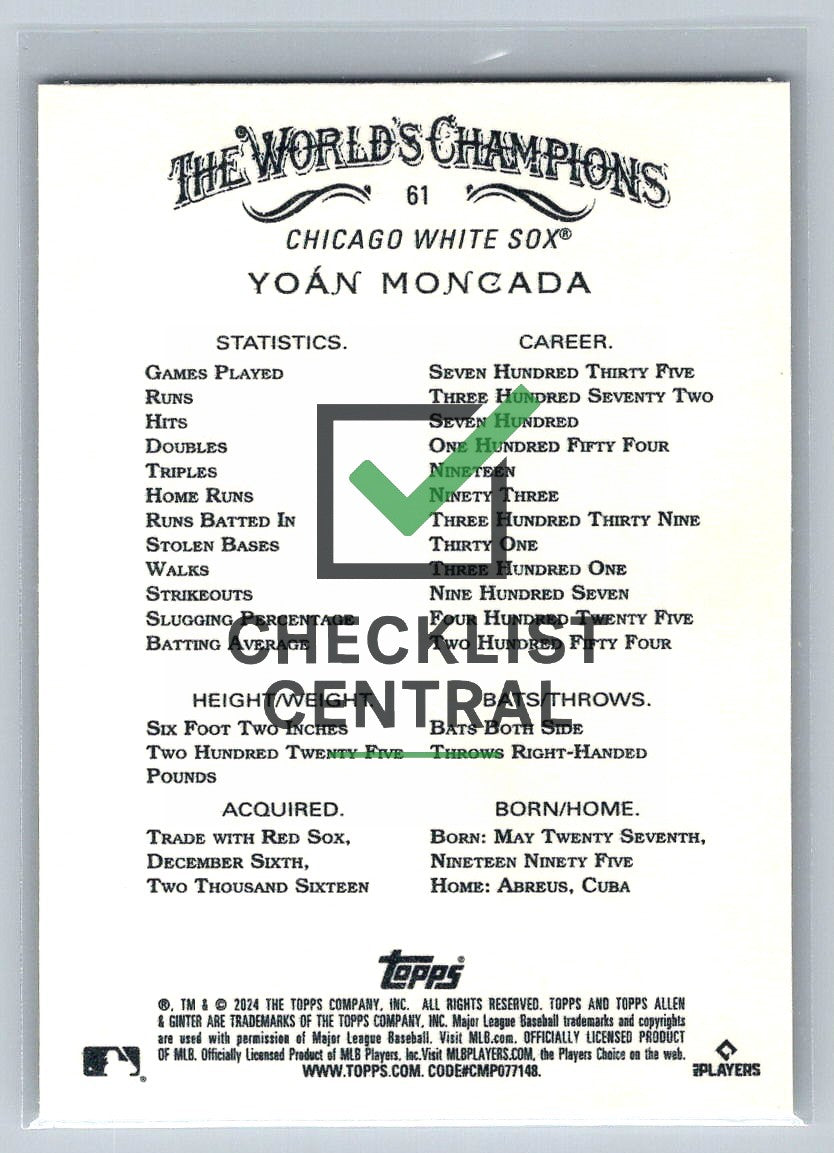 THE WORLD'S CHAMPIONS
61
CHICAGO WHITE SOX®
YOÁN MONCADA
STATISTICS. CAREER.
GAMES PLAYED SEVEN HUNDRED THIRTY FIVE
RUNS THREE HUNDRED SEVENTY TWO
HITS SEVEN HUNDRED
DOUBLES ONE HUNDRED FIFTY FOUR
TRIPLES NINETEEN
HOME RUNS NINETY THREE
RUNS BATTED IN THREE HUNDRED THIRTY NINE
STOLEN BASES THIRTY ONE
WALKS THREE HUNDRED ONE
STRIKEOUTS NINE HUNDRED SEVEN
SLUGGING PERCENTAGE FOUR HUNDRED TWENTY FIVE
BATTING AVERAGE TWO HUNDRED FIFTY FOUR
CHECKLIST
CENTRAL
HEIGHT/WEIGHT. BATS/THROWS.
SIX FOOT TWO INCHES BATS BOTH SIDE
TWO HUNDRED TWENTY FIVE THROWS RIGHT-HANDED
POUNDS
ACQUIRED. BORN/HOME.
TRADE WITH RED SOX, BORN: MAY TWENTY SEVENTH,
DECEMBER SIXTH, NINETEEN NINETY FIVE
TWO THOUSAND SIXTEEN HOME: ABREUS, CUBA
topps®
®, TM & © 2024 THE TOPPS COMPANY, INC. ALL RIGHTS RESERVED. TOPPS AND TOPPS ALLEN
& GINTER ARE TRADEMARKS OF THE TOPPS COMPANY, INC. Major League Baseball trademarks and copyrights
are used with permission of Major League Baseball. Visit MLB.com. OFFICIALLY LICENSED PRODUCT
OF MLB. Officially Licensed Product of MLB Players, Inc. Visit MLBPLAYERS.COM, the Players Choice on the web.
WWW.TOPPS.COM. CODE#CMP077148.
PLAYERS